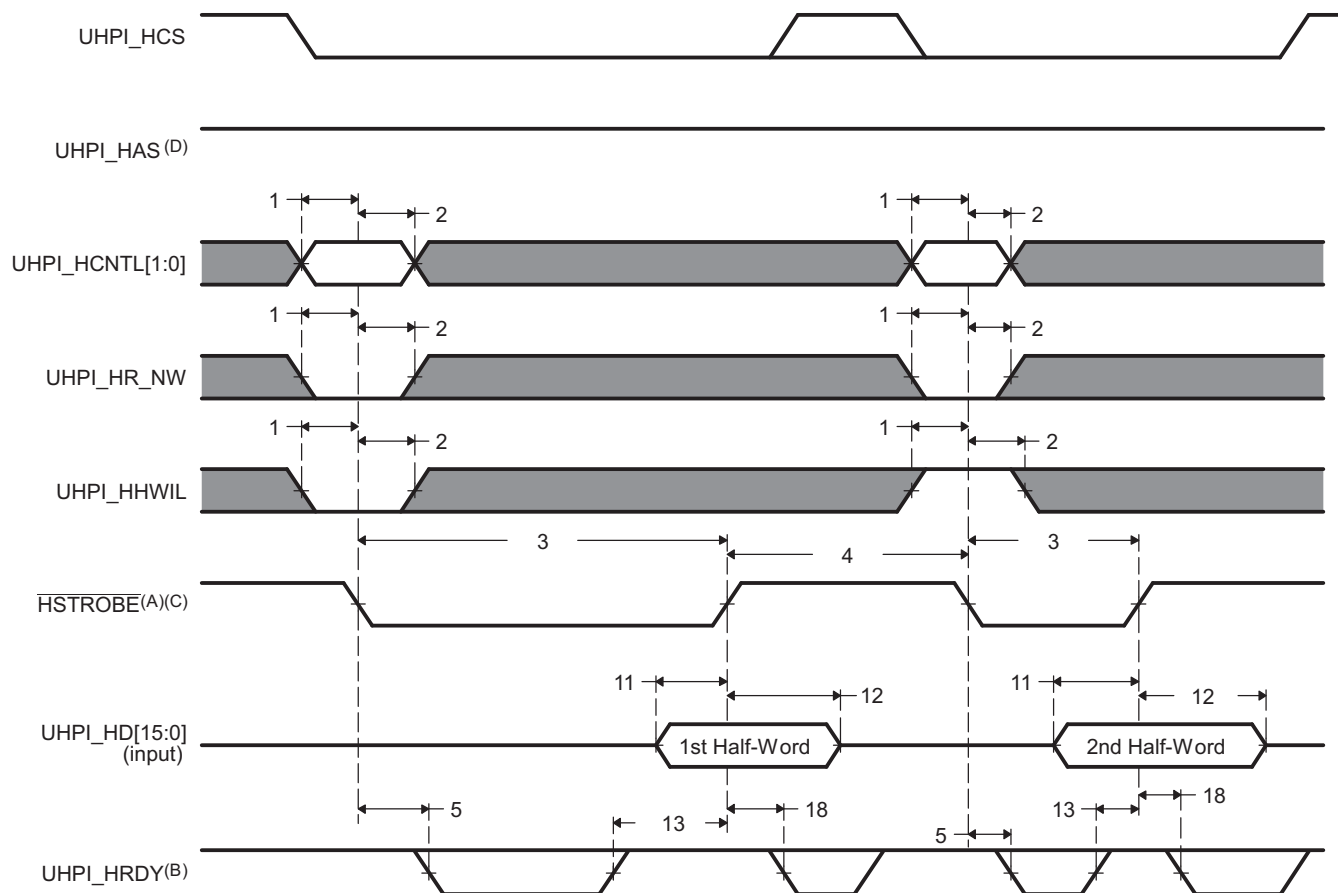 UHPI_HCS
UHPI_HAS (D)
1 2 1 2
UHPI_HCNTL[1:0]
1 2 1 2
UHPI_HR_NW
1 2 1 2
UHPI_HHWIL
3 4 3
HSTROBE(A)(C)
11 12 11 12
UHPI_HD[15:0]
(input)
1st Half-Word 2nd Half-Word
5 13 18 5 13 18
UHPI_HRDY(B)